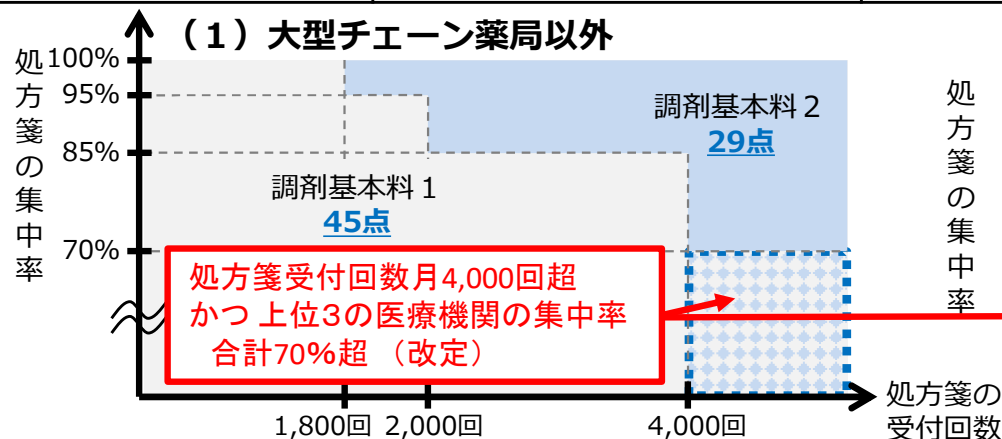 （１）大型チェーン薬局以外
処方箋の集中率
100%
95%
85%
70%
調剤基本料２
29点
調剤基本料１
45点
処方箋受付回数月4,000回超
かつ 上位３の医療機関の集中率
合計70％超 （改定）
1,800回
2,000回
4,000回
処方箋の
受付回数
処方箋の集中率